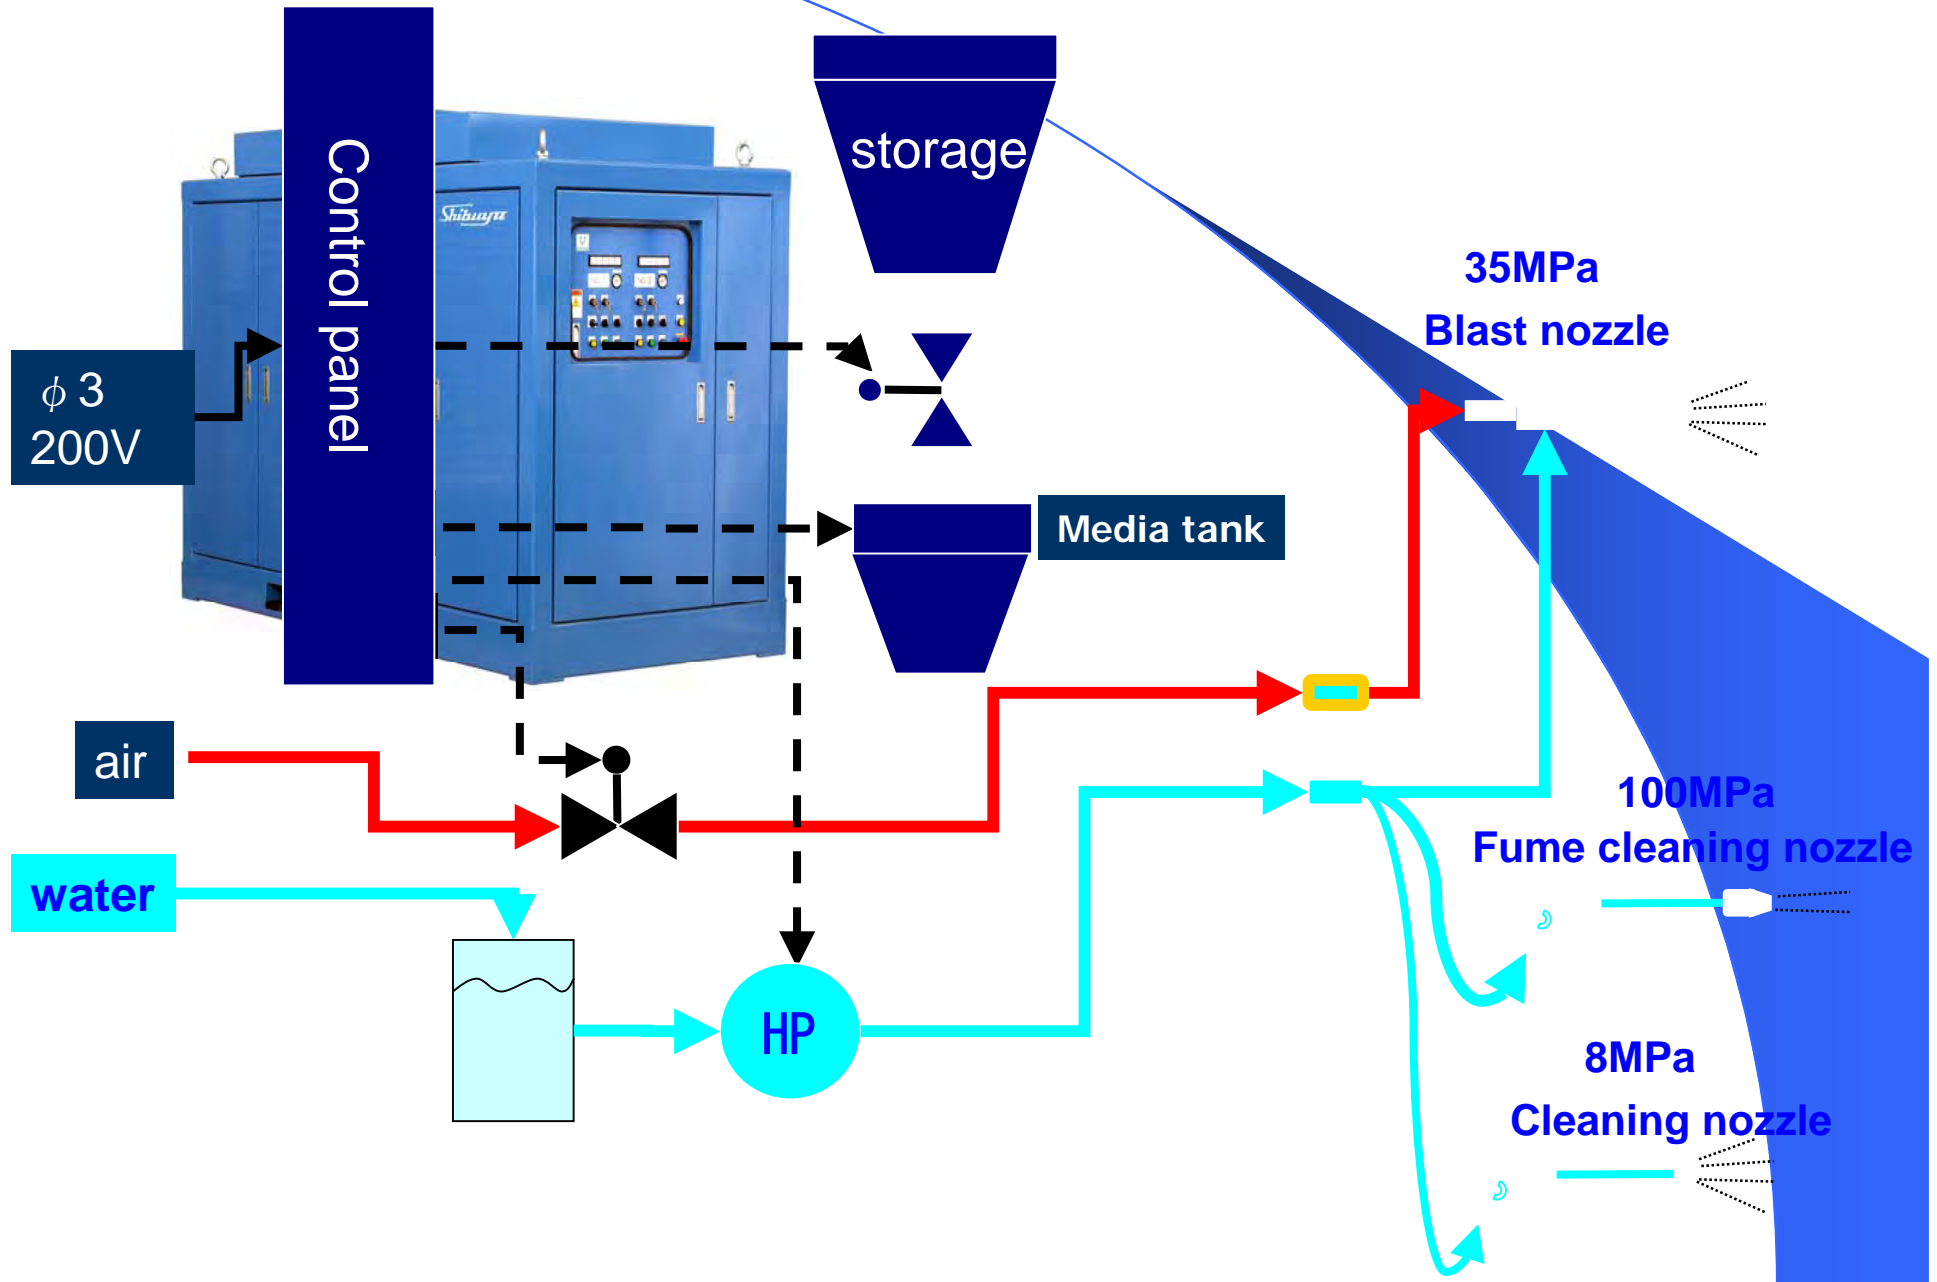 storage
Control panel
Shibuya
35MPa
Blast nozzle
ϕ 3
200V
Media tank
air
100MPa
Fume cleaning nozzle
water
HP
8MPa
Cleaning nozzle